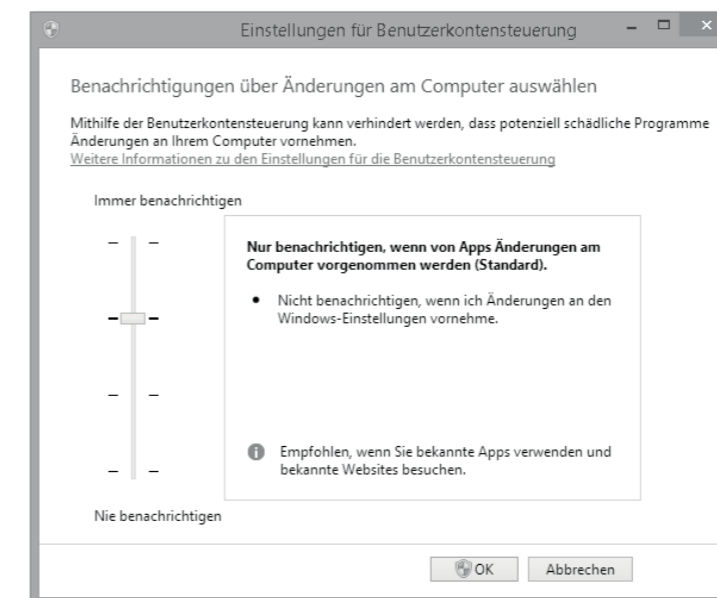 Einstellungen für Benutzerkontensteuerung
Benachrichtigungen über Änderungen am Computer auswählen
Mithilfe der Benutzerkontensteuerung kann verhindert werden, dass potenziell schädliche Programme
Änderungen an Ihrem Computer vornehmen.
Weitere Informationen zu den Einstellungen für die Benutzerkontensteuerung
Immer benachrichtigen
Nur benachrichtigen, wenn von Apps Änderungen am
Computer vorgenommen werden (Standard).
• Nicht benachrichtigen, wenn ich Änderungen an den
Windows-Einstellungen vornehme.
Empfohlen, wenn Sie bekannte Apps verwenden und
bekannte Websites besuchen.
Nie benachrichtigen
OK
Abbrechen